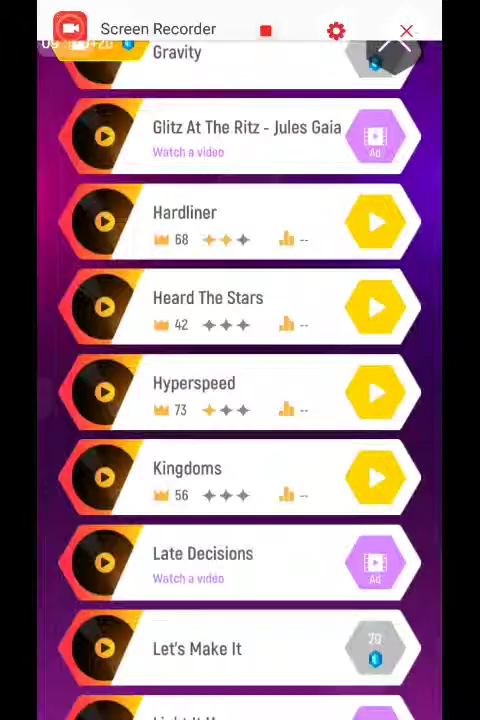 Screen Recorder
Gravity
Glitz At The Ritz - Jules Gaia
Watch a video
Ad
Hardliner
68
--
Heard The Stars
42
--
Hyperspeed
73
--
Kingdoms
56
--
Late Decisions
Watch a video
Ad
Let's Make It
70